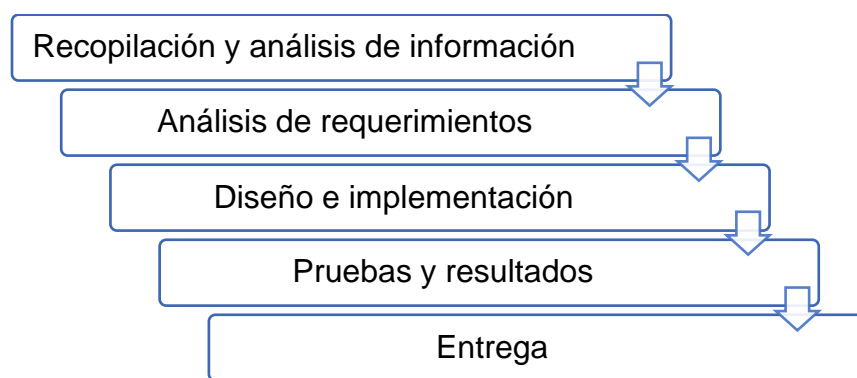 Recopilación y análisis de información
Análisis de requerimientos
Diseño e implementación
Pruebas y resultados
Entrega